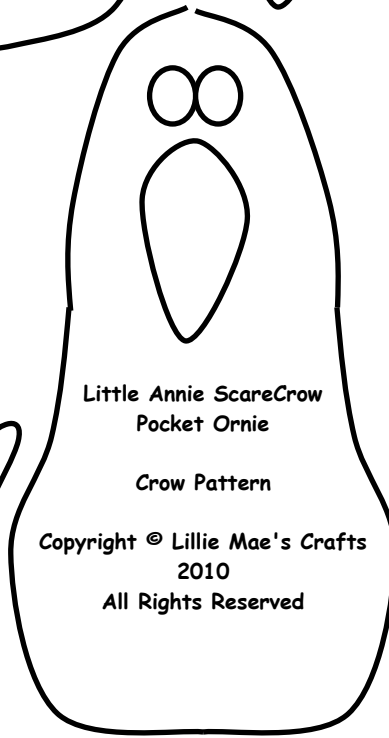 Little Annie ScareCrow
Pocket Ornie
Crow Pattern
Copyright © Lillie Mae's Crafts
2010
All Rights Reserved